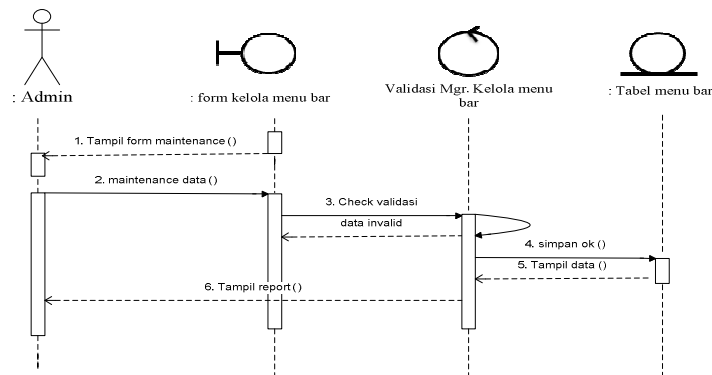 : Admin
: form kelola menu bar
Validasi Mgr. Kelola menu
bar
: Tabel menu bar
1. Tampil form maintenance ()
2. maintenance data ()
3. Check validasi
data invalid
4. simpan ok ()
5. Tampil data ()
6. Tampil report ()